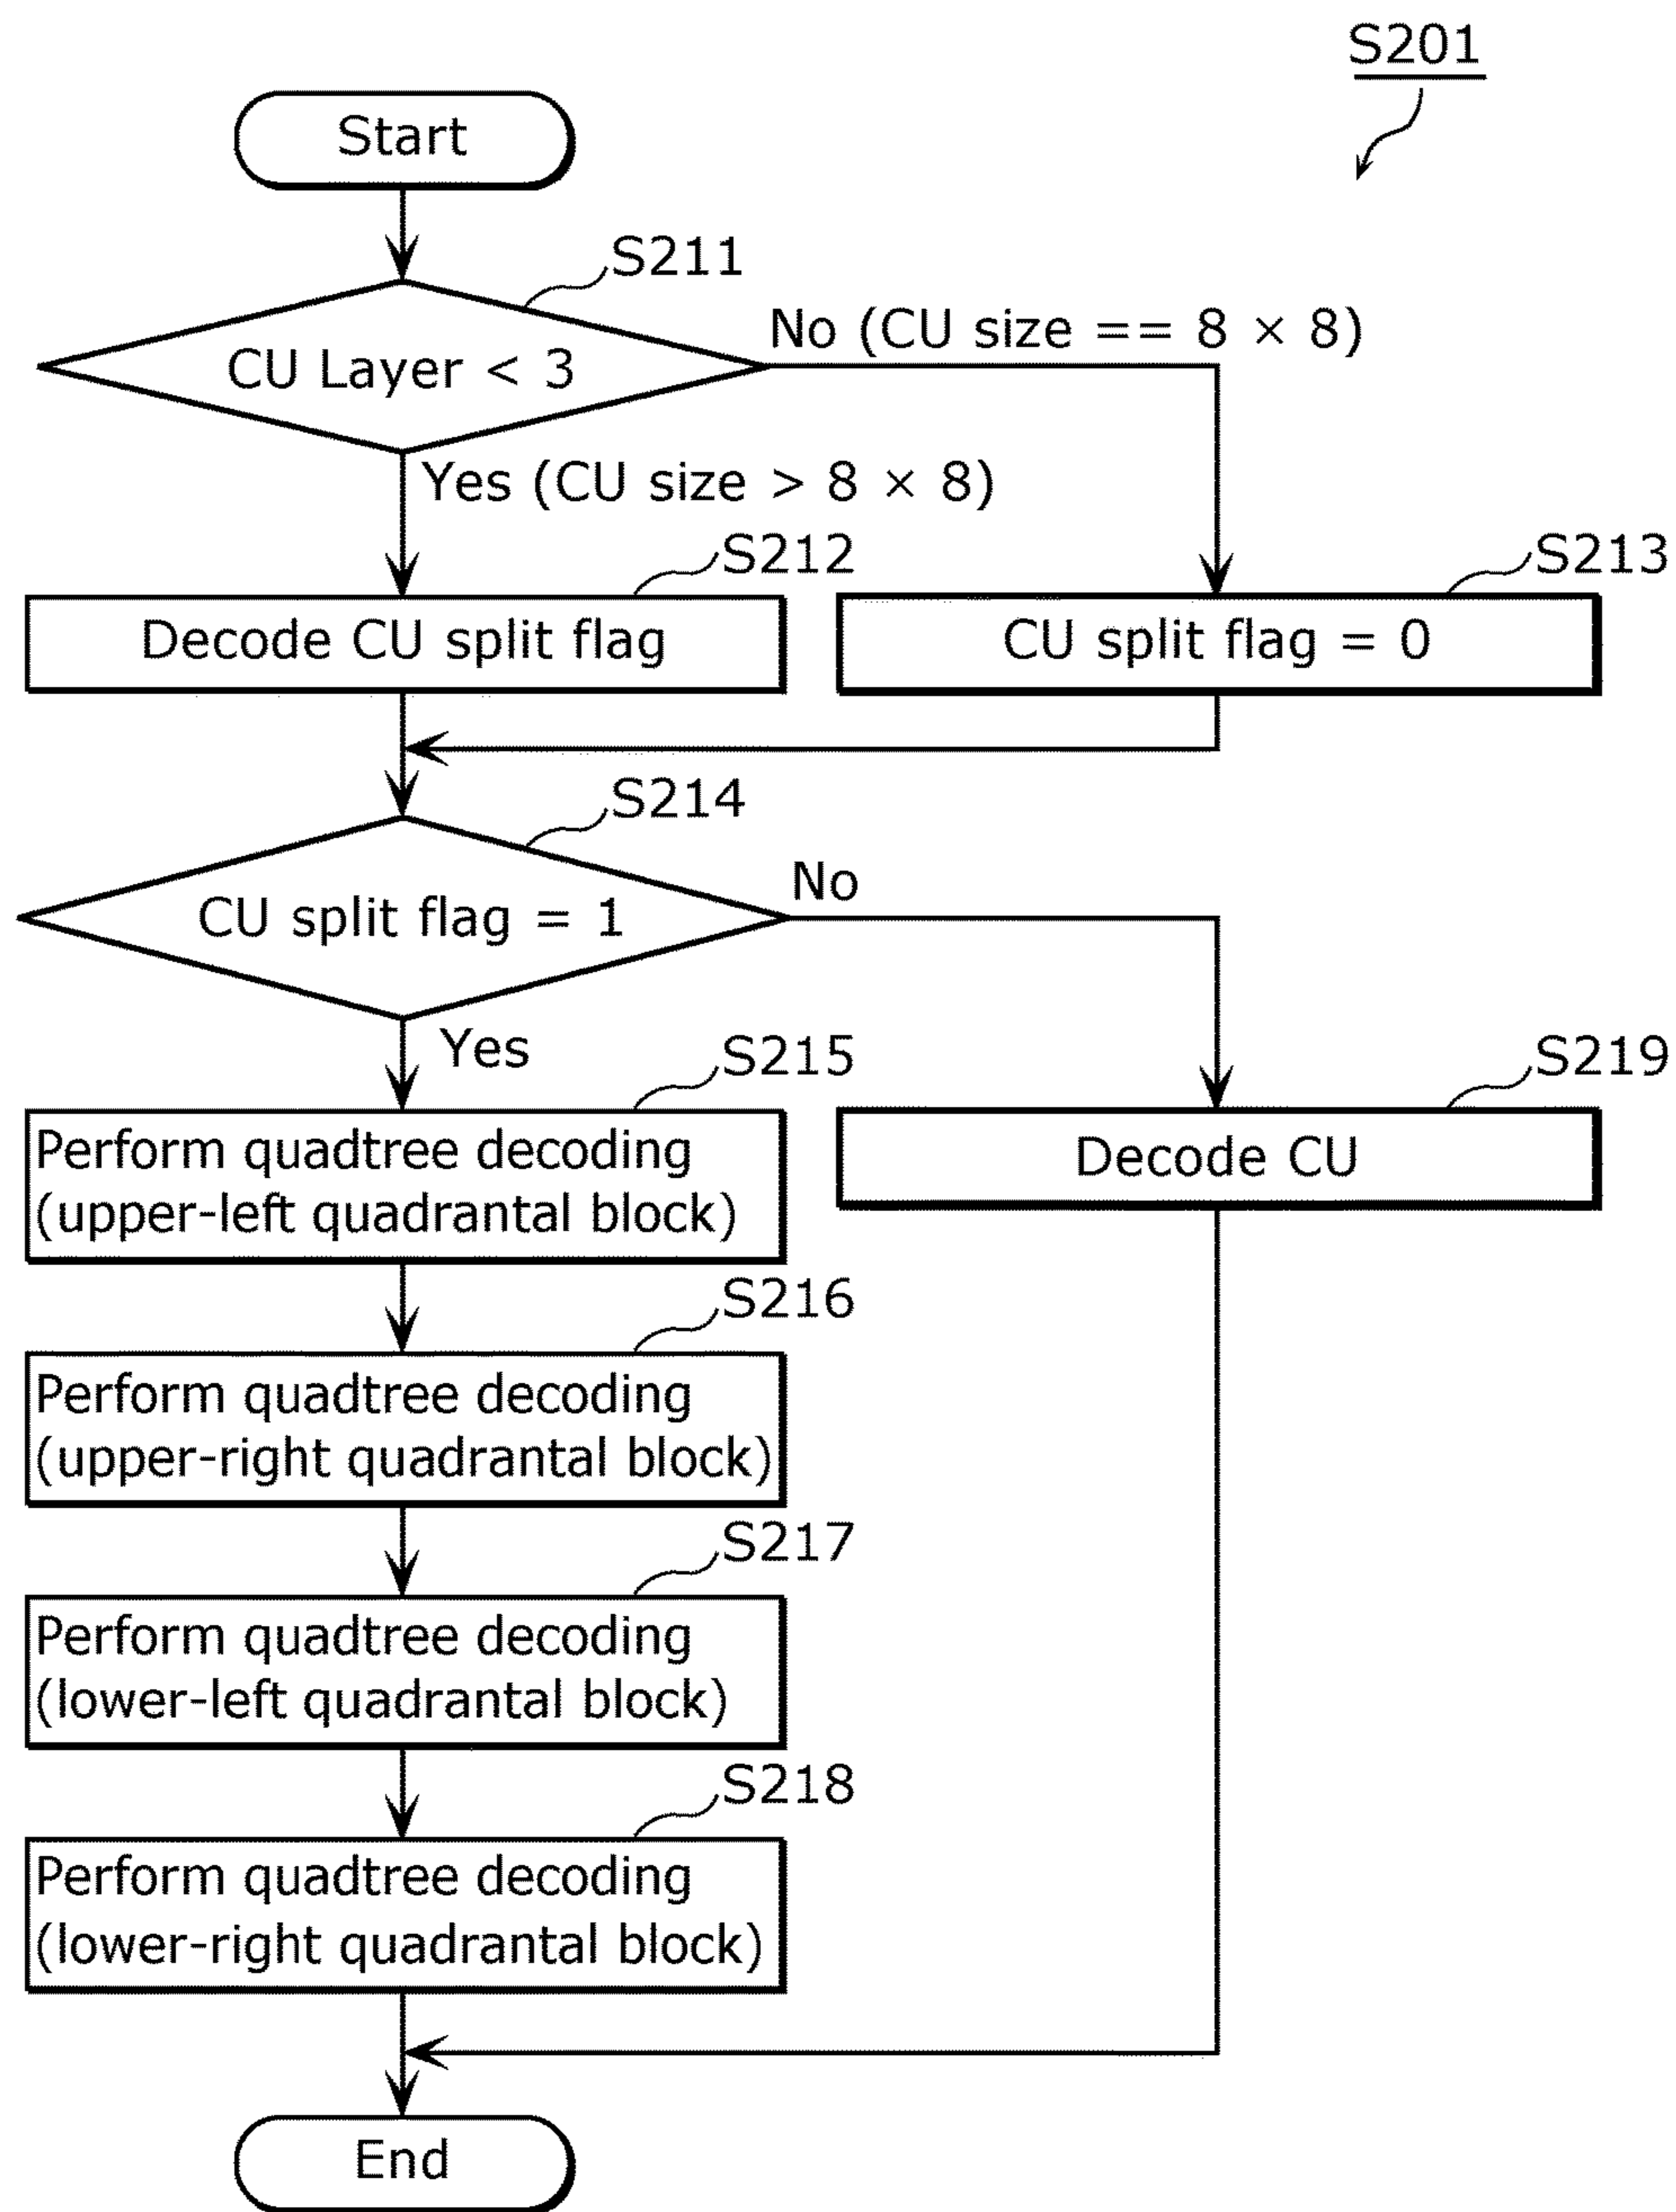 S201
Start
S211
No (CU size == 8 × 8)
CU Layer < 3
Yes (CU size > 8 × 8)
S212
S213
Decode CU split flag
CU split flag = 0
S214
No
CU split flag = 1
Yes
S215
S219
Perform quadtree decoding
(upper-left quadrantal block)
Decode CU
S216
Perform quadtree decoding
(upper-right quadrantal block)
S217
Perform quadtree decoding
(lower-left quadrantal block)
S218
Perform quadtree decoding
(lower-right quadrantal block)
End